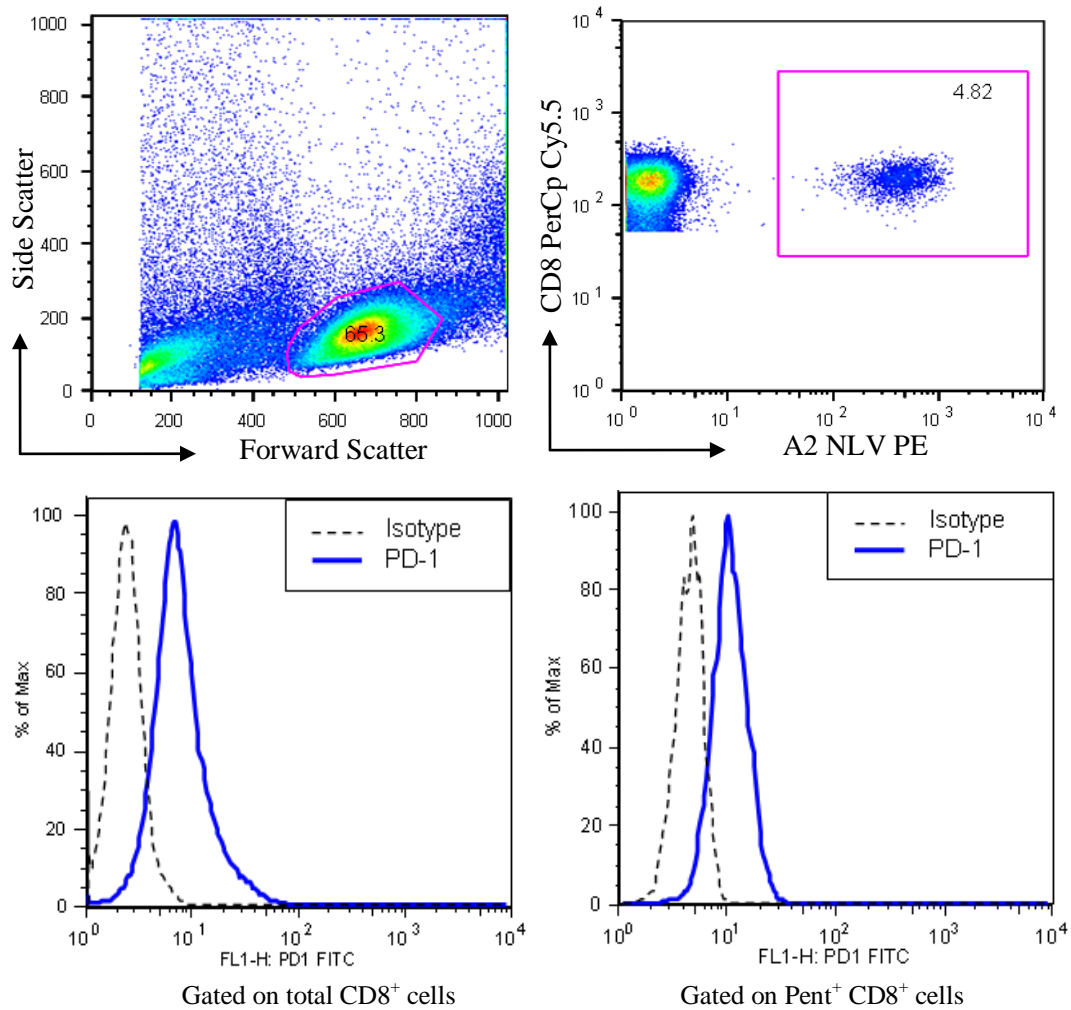 1000
800
600
400
200
0
Side Scatter
65.3
0 200 400 600 800 1000
Forward Scatter
10^4
10^3
10^2
10^1
10^0
CD8 PerCp Cy5.5
4.82
10^0 10^1 10^2 10^3 10^4
A2 NLV PE
100
80
60
40
20
0
% of Max
Isotype
PD-1
10^0 10^1 10^2 10^3 10^4
FL1-H: PD1 FITC
Gated on total CD8^+ cells
100
80
60
40
20
0
% of Max
Isotype
PD-1
10^0 10^1 10^2 10^3 10^4
FL1-H: PD1 FITC
Gated on Pent^+ CD8^+ cells